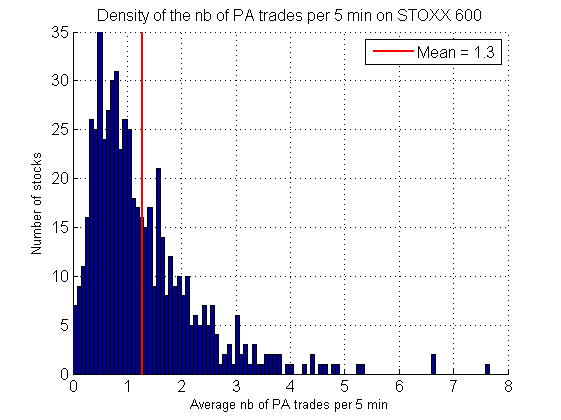 Density of the nb of PA trades per 5 min on STOXX 600
Mean = 1.3
35
30
25
20
15
10
5
0
Number of stocks
0 1 2 3 4 5 6 7 8
Average nb of PA trades per 5 min